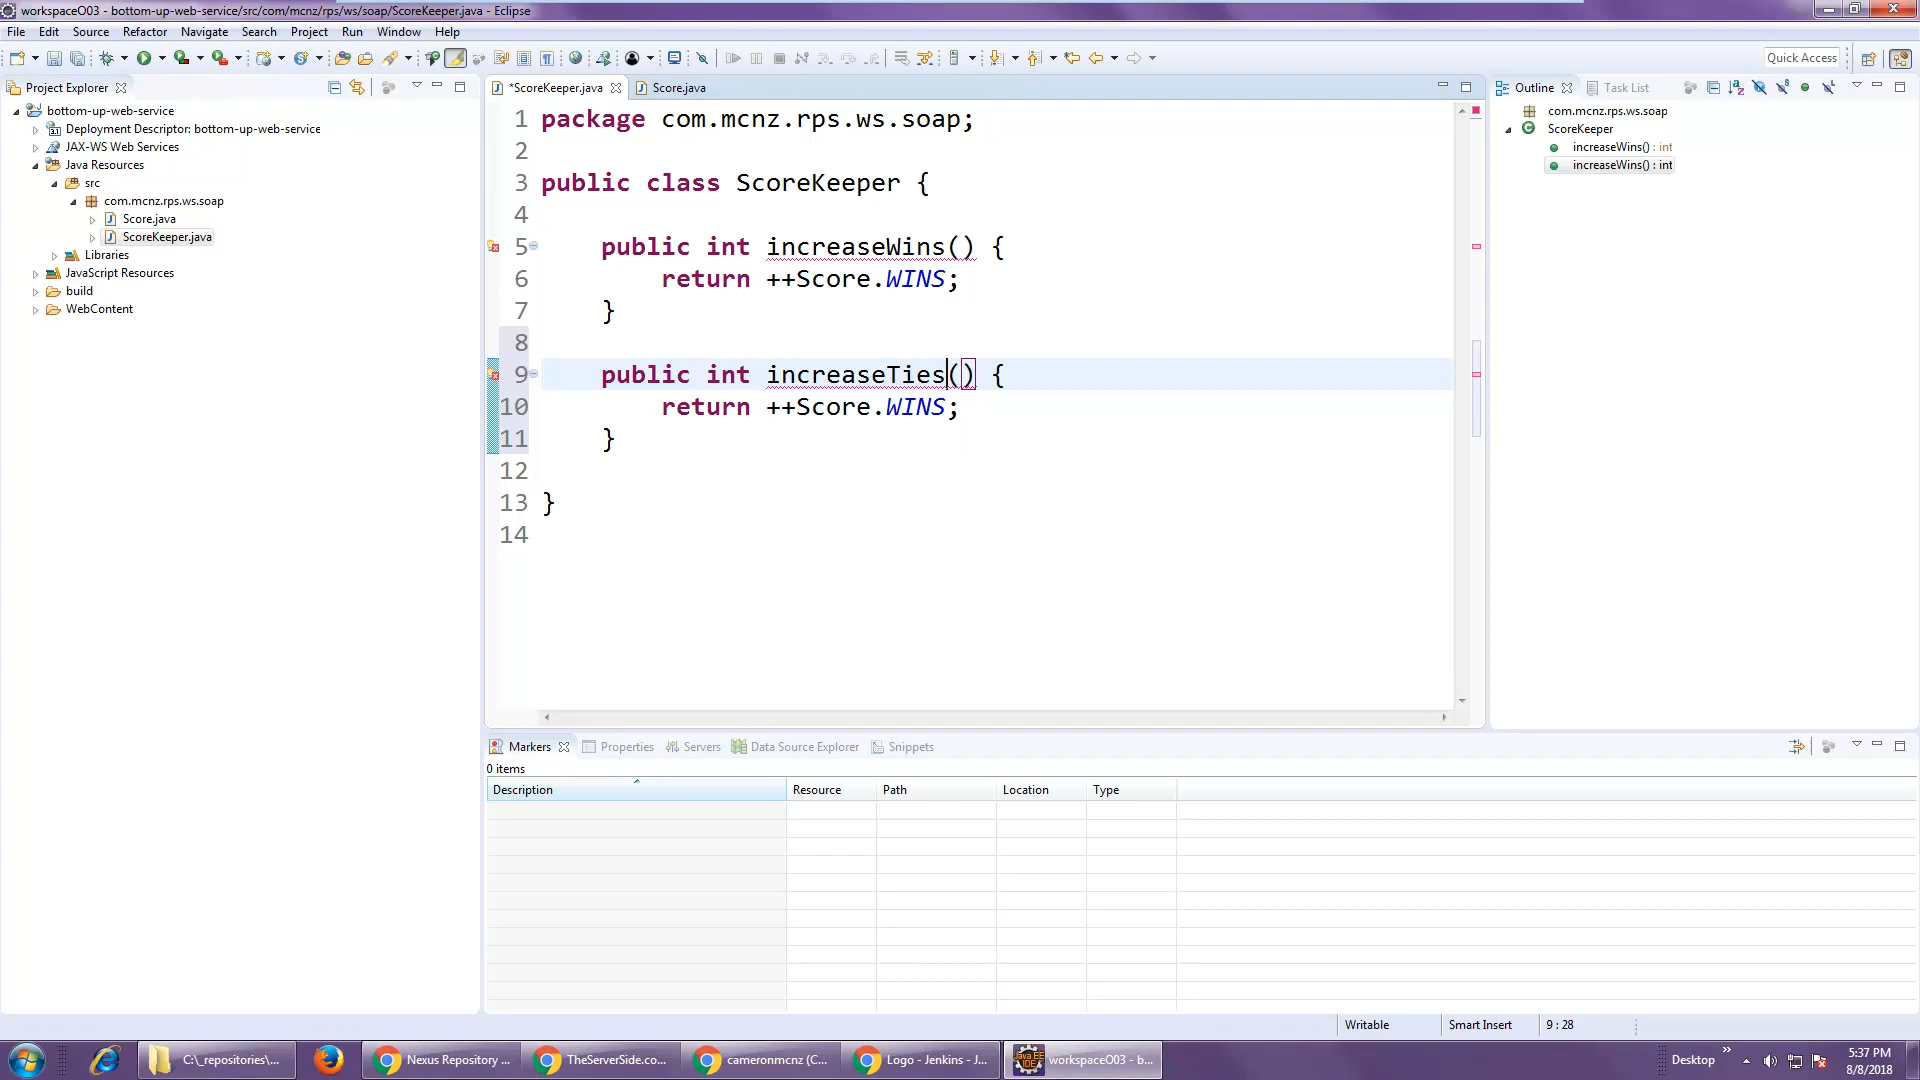 workspaceO03 - bottom-up-web-service/src/com/mcnz/rps/ws/soap/ScoreKeeper.java - Eclipse
File Edit Source Refactor Navigate Search Project Run Window Help
Quick Access
Project Explorer
bottom-up-web-service
Deployment Descriptor: bottom-up-web-service
JAX-WS Web Services
Java Resources
src
com.mcnz.rps.ws.soap
Score.java
ScoreKeeper.java
Libraries
JavaScript Resources
build
WebContent
*ScoreKeeper.java
Score.java
1 package com.mcnz.rps.ws.soap;
2
3 public class ScoreKeeper {
4
5 public int increaseWins() {
6 return ++Score.WINS;
7 }
8
9 public int increaseTies() {
10 return ++Score.WINS;
11 }
12
13 }
14
Outline Task List
com.mcnz.rps.ws.soap
ScoreKeeper
increaseWins() : int
increaseWins() : int
Markers Properties Servers Data Source Explorer Snippets
0 items
Description Resource Path Location Type
Writable Smart Insert 9 : 28
C:\_repositories\... Nexus Repository ... TheServerSide.co... cameronmcnz (C... Logo - Jenkins - J... workspaceO03 - b... Desktop
5:37 PM
8/8/2018